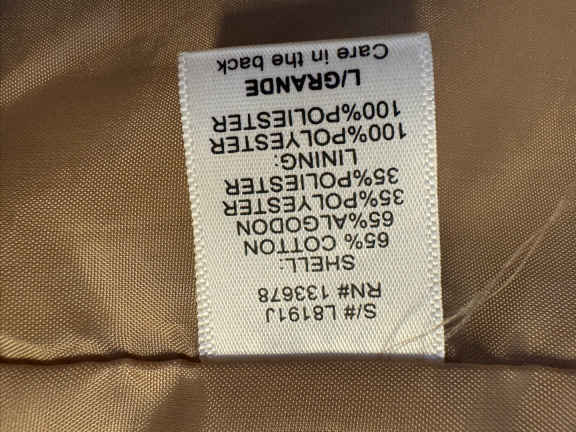 S/# L8191J
RN# 133678
SHELL:
65% COTTON
65%ALGODON
35%POLYESTER
35%POLIESTER
LINING:
100%POLYESTER
100%POLIESTER
L/GRANDE
Care in the back